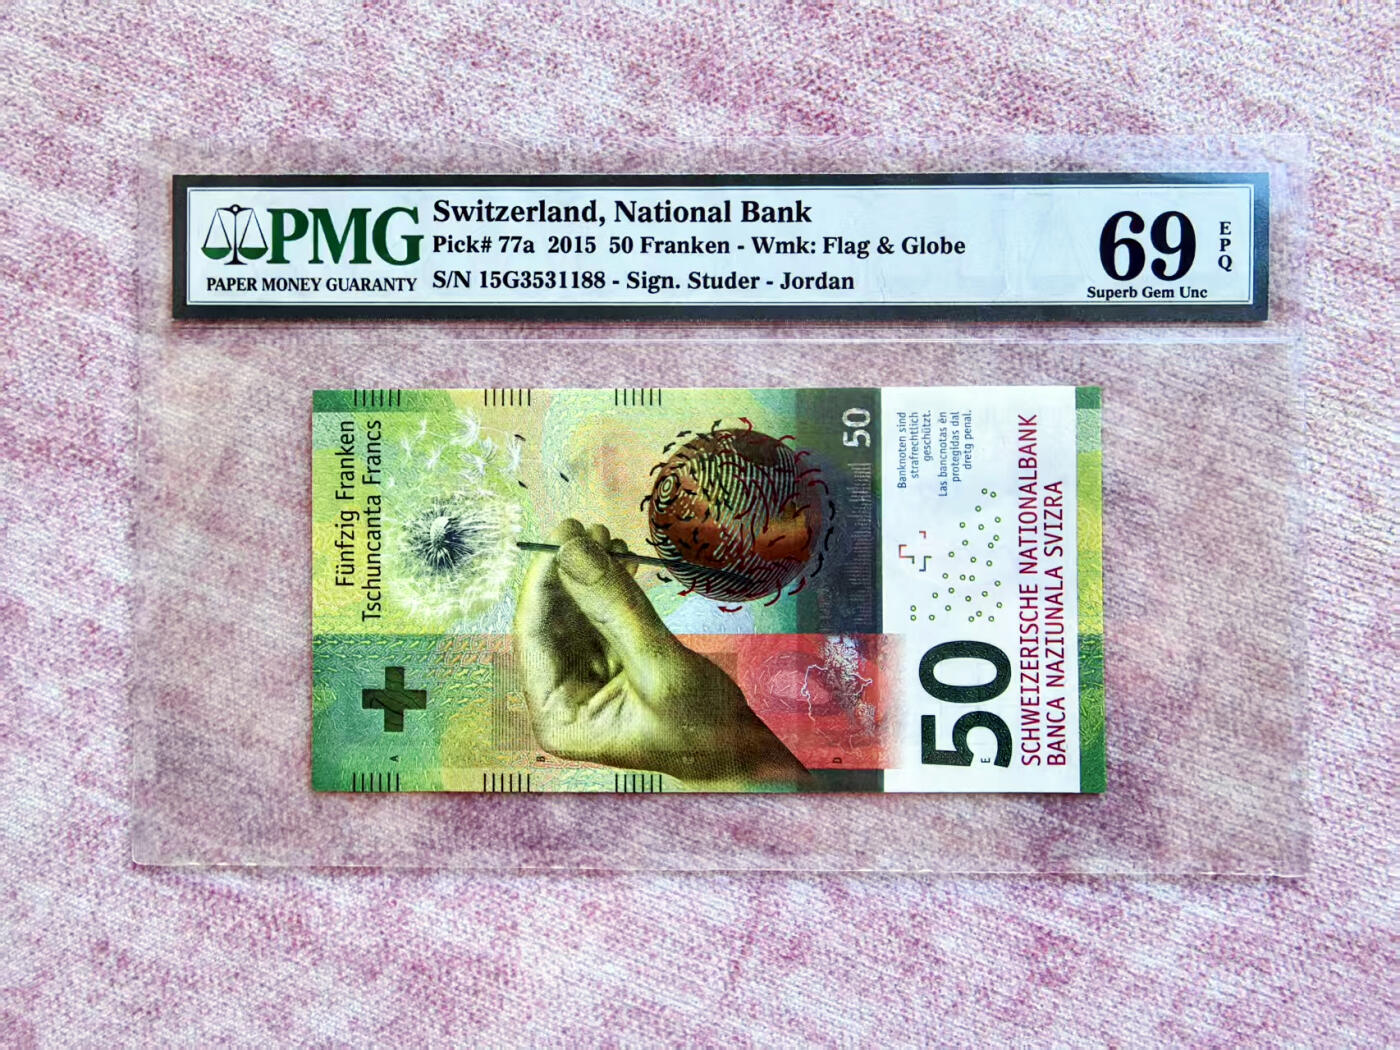 PMG
PAPER MONEY GUARANTY
Switzerland, National Bank
Pick# 77a 2015 50 Franken - Wmk: Flag & Globe
S/N 15G3531188 - Sign. Studer - Jordan
69
EPQ
Superb Gem Unc
Fünfzig Franken
Tschuncanta Francs
50
Banknoten sind
strafrechtlich
geschützt.
Las bancnotas èn
protegidas dal
dretg penal.
50
SCHWEIZERISCHE NATIONALBANK
BANCA NAZIUNALA SVIZRA
A
B
C
D
E